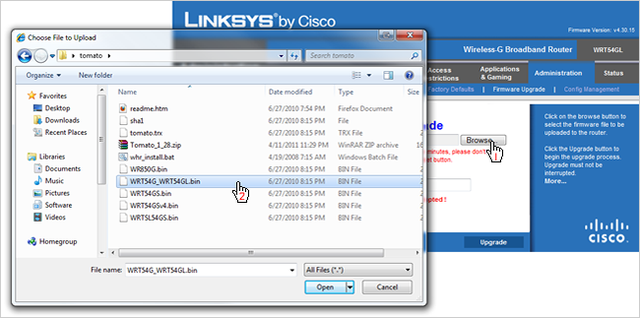 LINKSYS by Cisco
Firmware Version: v4.30.15
Wireless-G Broadband Router WRT54GL
Access Applications Administration Status
strictions & Gaming
Factory Defaults | Firmware Upgrade | Config Management
Choose File to Upload
tomato
Search tomato
Organize New folder
Name Date modified Type
Favorites
Desktop
Downloads
Recent Places
Libraries
Documents
Music
Pictures
Software
Videos
Homegroup
readme.htm 6/27/2010 7:54 PM Firefox Document
sha1 6/27/2010 8:15 PM File
tomato.trx 6/27/2010 8:15 PM TRX File
Tomato_1_28.zip 4/11/2011 9:23 PM WinRAR ZIP archive
whr_install.bat 4/19/2008 7:15 AM Windows Batch File
WR850G.bin 6/27/2010 8:15 PM BIN File
WRT54G_WRT54GL.bin 6/27/2010 8:15 PM BIN File
2
WRT54GS.bin 6/27/2010 8:15 PM BIN File
WRT54GSv4.bin 6/27/2010 8:15 PM BIN File
WRTSL54GS.bin 6/27/2010 8:15 PM BIN File
File name: WRT54G_WRT54GL.bin All Files (*.*)
Open Cancel
ade
Browse...
1
minutes, please don't
et button.
mpted !
Upgrade
Click on the browse button to
select the firmware file to be
uploaded to the router.
Click the Upgrade button to
begin the upgrade process.
Upgrade must not be
interrupted.
More...
CISCO